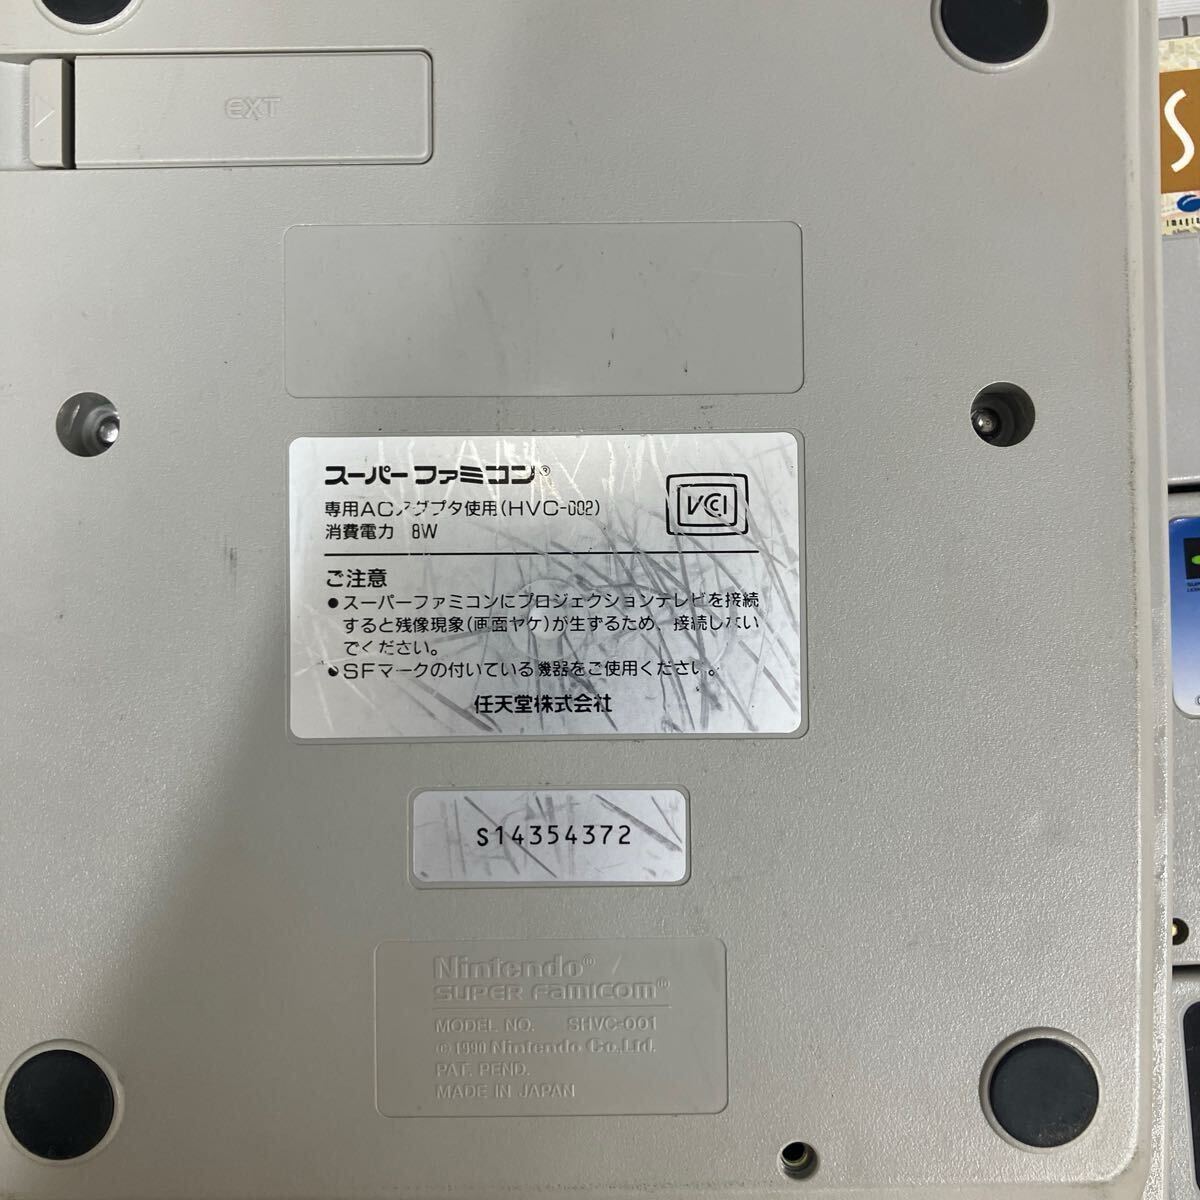 EXT
スーパーファミコン®
専用ACアダプタ使用(HVC-002)
消費電力 8W
VCCI
ご注意
●スーパーファミコンにプロジェクションテレビを接続
すると残像現象(画面ヤケ)が生ずるため、接続しない
でください。
●SFマークの付いている機器をご使用ください。
任天堂株式会社
S14354372
Nintendo®
SUPER Famicom®
MODEL NO. SHVC-001
© 1990 Nintendo Co.,Ltd.
PAT. PEND.
MADE IN JAPAN
S